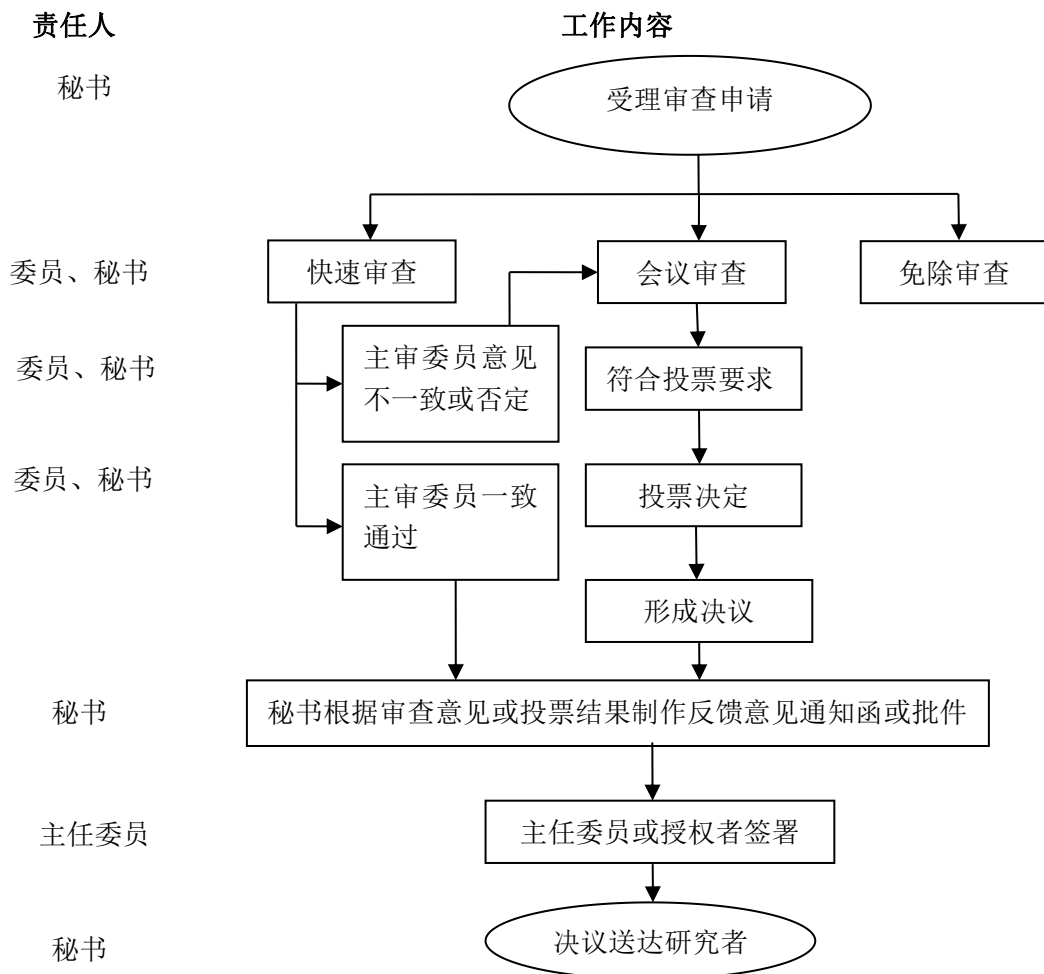 责任人
工作内容
秘书
受理审查申请
委员、秘书
快速审查
会议审查
免除审查
委员、秘书
主审委员意见
不一致或否定
符合投票要求
委员、秘书
主审委员一致
通过
投票决定
形成决议
秘书
秘书根据审查意见或投票结果制作反馈意见通知函或批件
主任委员
主任委员或授权者签署
秘书
决议送达研究者